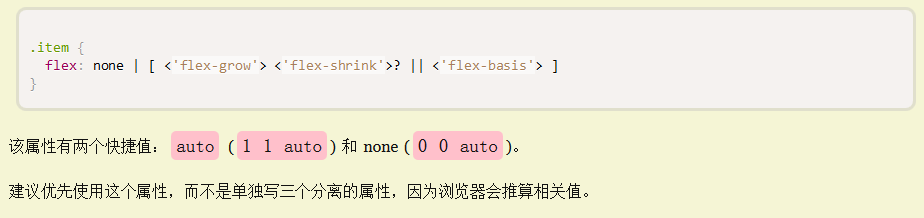 .item {
  flex: none | [ <'flex-grow'> <'flex-shrink'>? || <'flex-basis'> ]
}
该属性有两个快捷值：auto (1 1 auto) 和 none (0 0 auto)。
建议优先使用这个属性，而不是单独写三个分离的属性，因为浏览器会推算相关值。